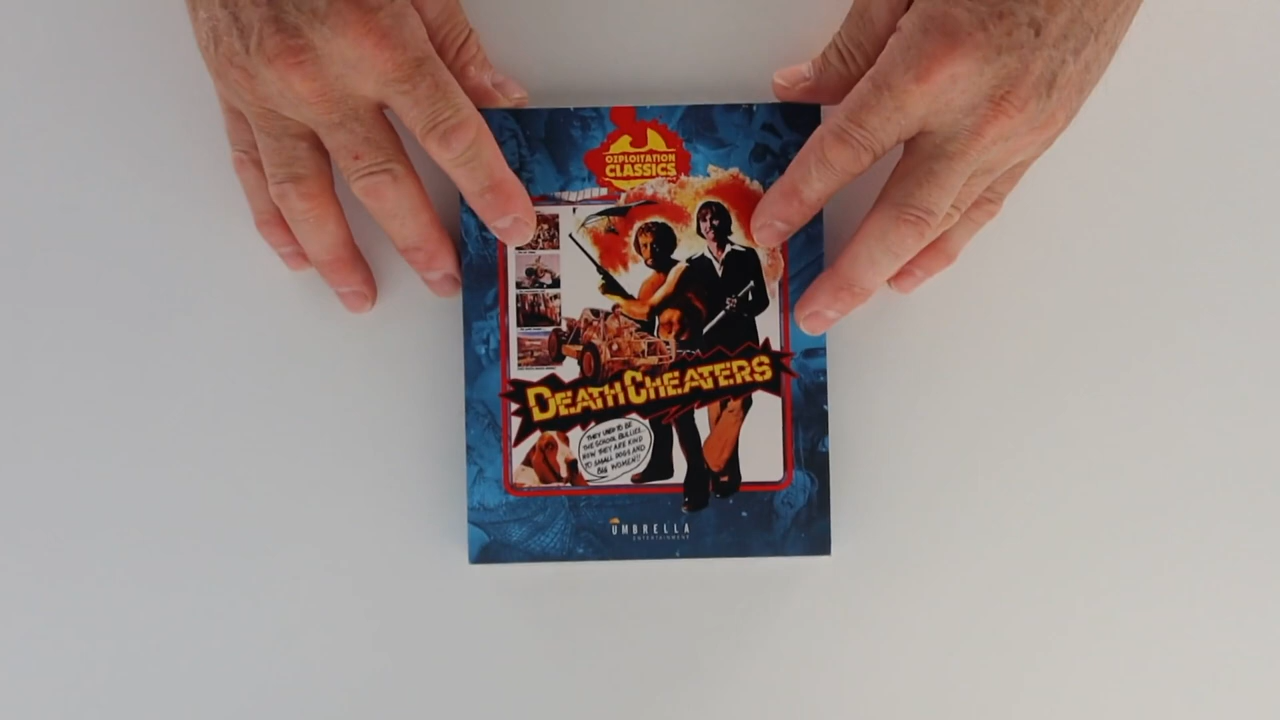 OZPLOITATION
CLASSICS
DEATHCHEATERS
THEY USED TO BE
THE SCHOOL BULLIES...
NOW THEY ARE KIND
TO SMALL DOGS AND
BIG WOMEN!!
UMBRELLA
ENTERTAINMENT